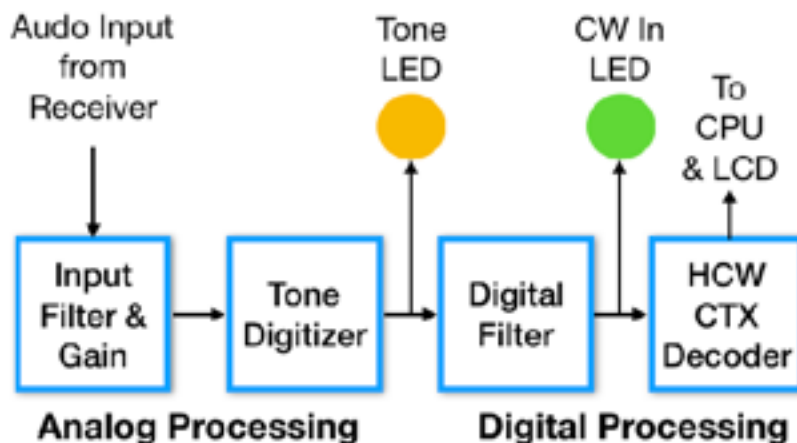 Audo Input
from
Receiver
Tone
LED
CW In
LED
To
CPU
& LCD
Input
Filter &
Gain
Tone
Digitizer
Digital
Filter
HCW
CTX
Decoder
Analog Processing
Digital Processing